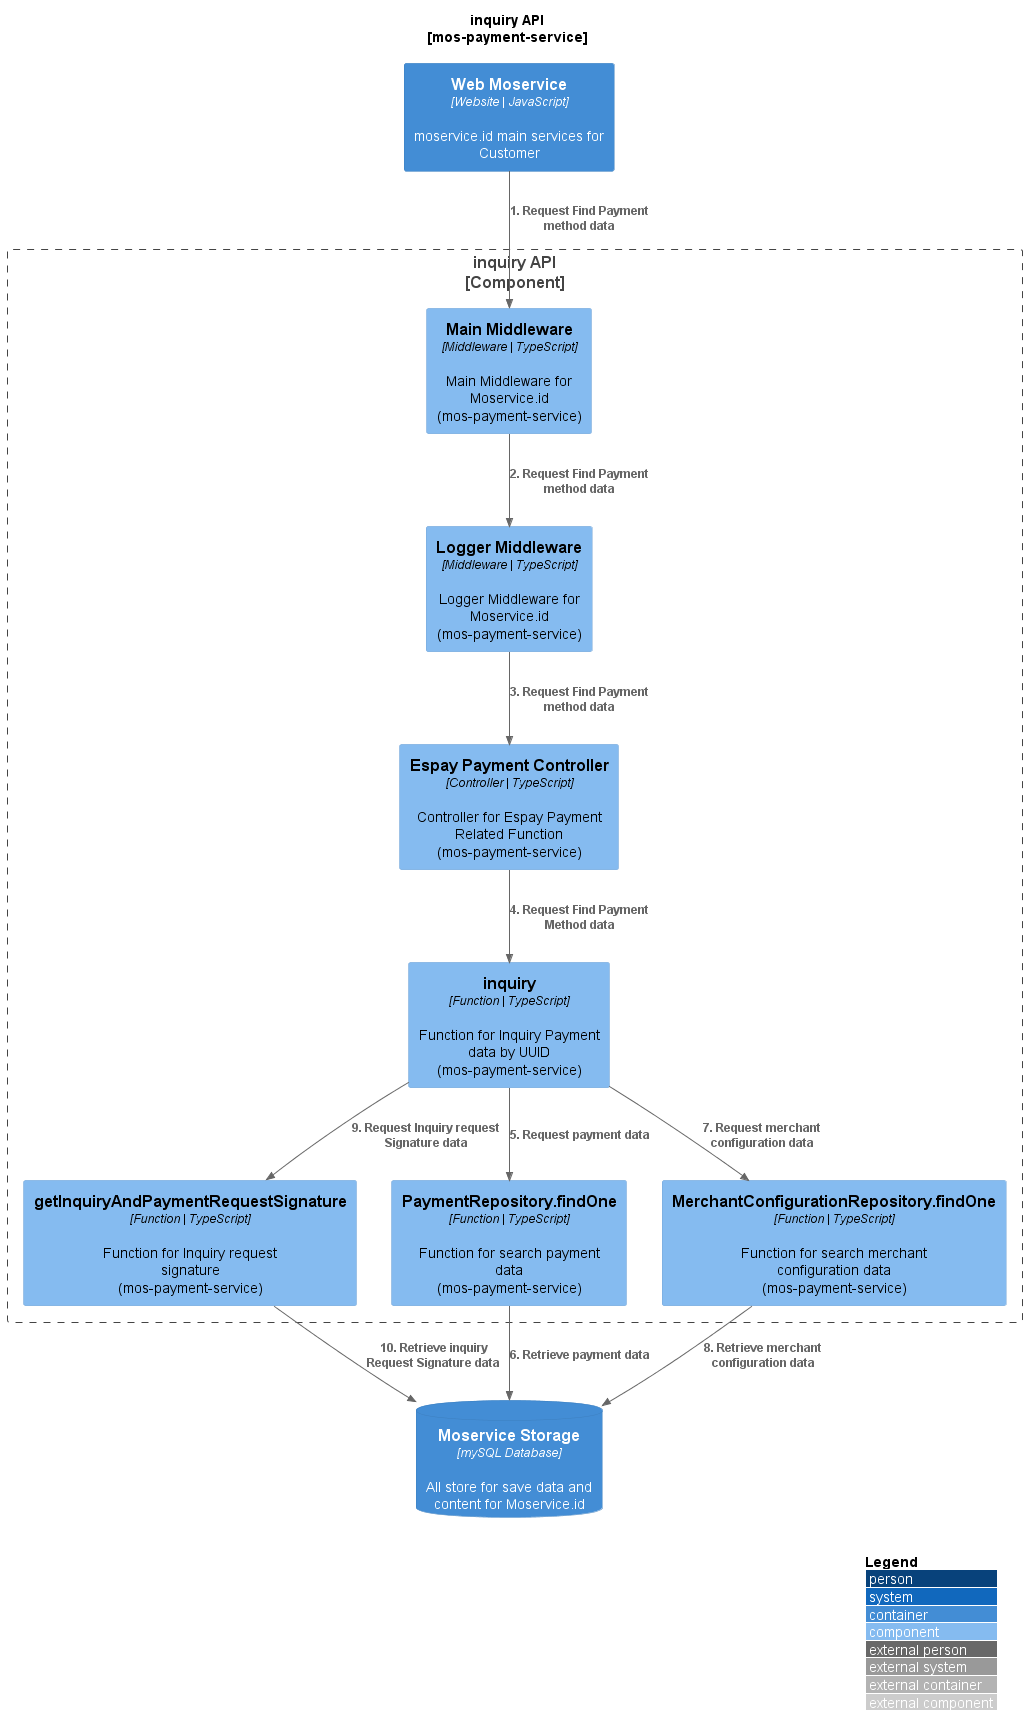 inquiry API
[mos-payment-service]
Web Moservice
[Website | JavaScript]
moservice.id main services for
Customer
1. Request Find Payment
method data
inquiry API
[Component]
Main Middleware
[Middleware | TypeScript]
Main Middleware for
Moservice.id
(mos-payment-service)
2. Request Find Payment
method data
Logger Middleware
[Middleware | TypeScript]
Logger Middleware for
Moservice.id
(mos-payment-service)
3. Request Find Payment
method data
Espay Payment Controller
[Controller | TypeScript]
Controller for Espay Payment
Related Function
(mos-payment-service)
4. Request Find Payment
Method data
inquiry
[Function | TypeScript]
Function for Inquiry Payment
data by UUID
(mos-payment-service)
9. Request Inquiry request
Signature data
5. Request payment data
7. Request merchant
configuration data
getInquiryAndPaymentRequestSignature
[Function | TypeScript]
Function for Inquiry request
signature
(mos-payment-service)
PaymentRepository.findOne
[Function | TypeScript]
Function for search payment
data
(mos-payment-service)
MerchantConfigurationRepository.findOne
[Function | TypeScript]
Function for search merchant
configuration data
(mos-payment-service)
10. Retrieve inquiry
Request Signature data
6. Retrieve payment data
8. Retrieve merchant
configuration data
Moservice Storage
[mySQL Database]
All store for save data and
content for Moservice.id
Legend
person
system
container
component
external person
external system
external container
external component